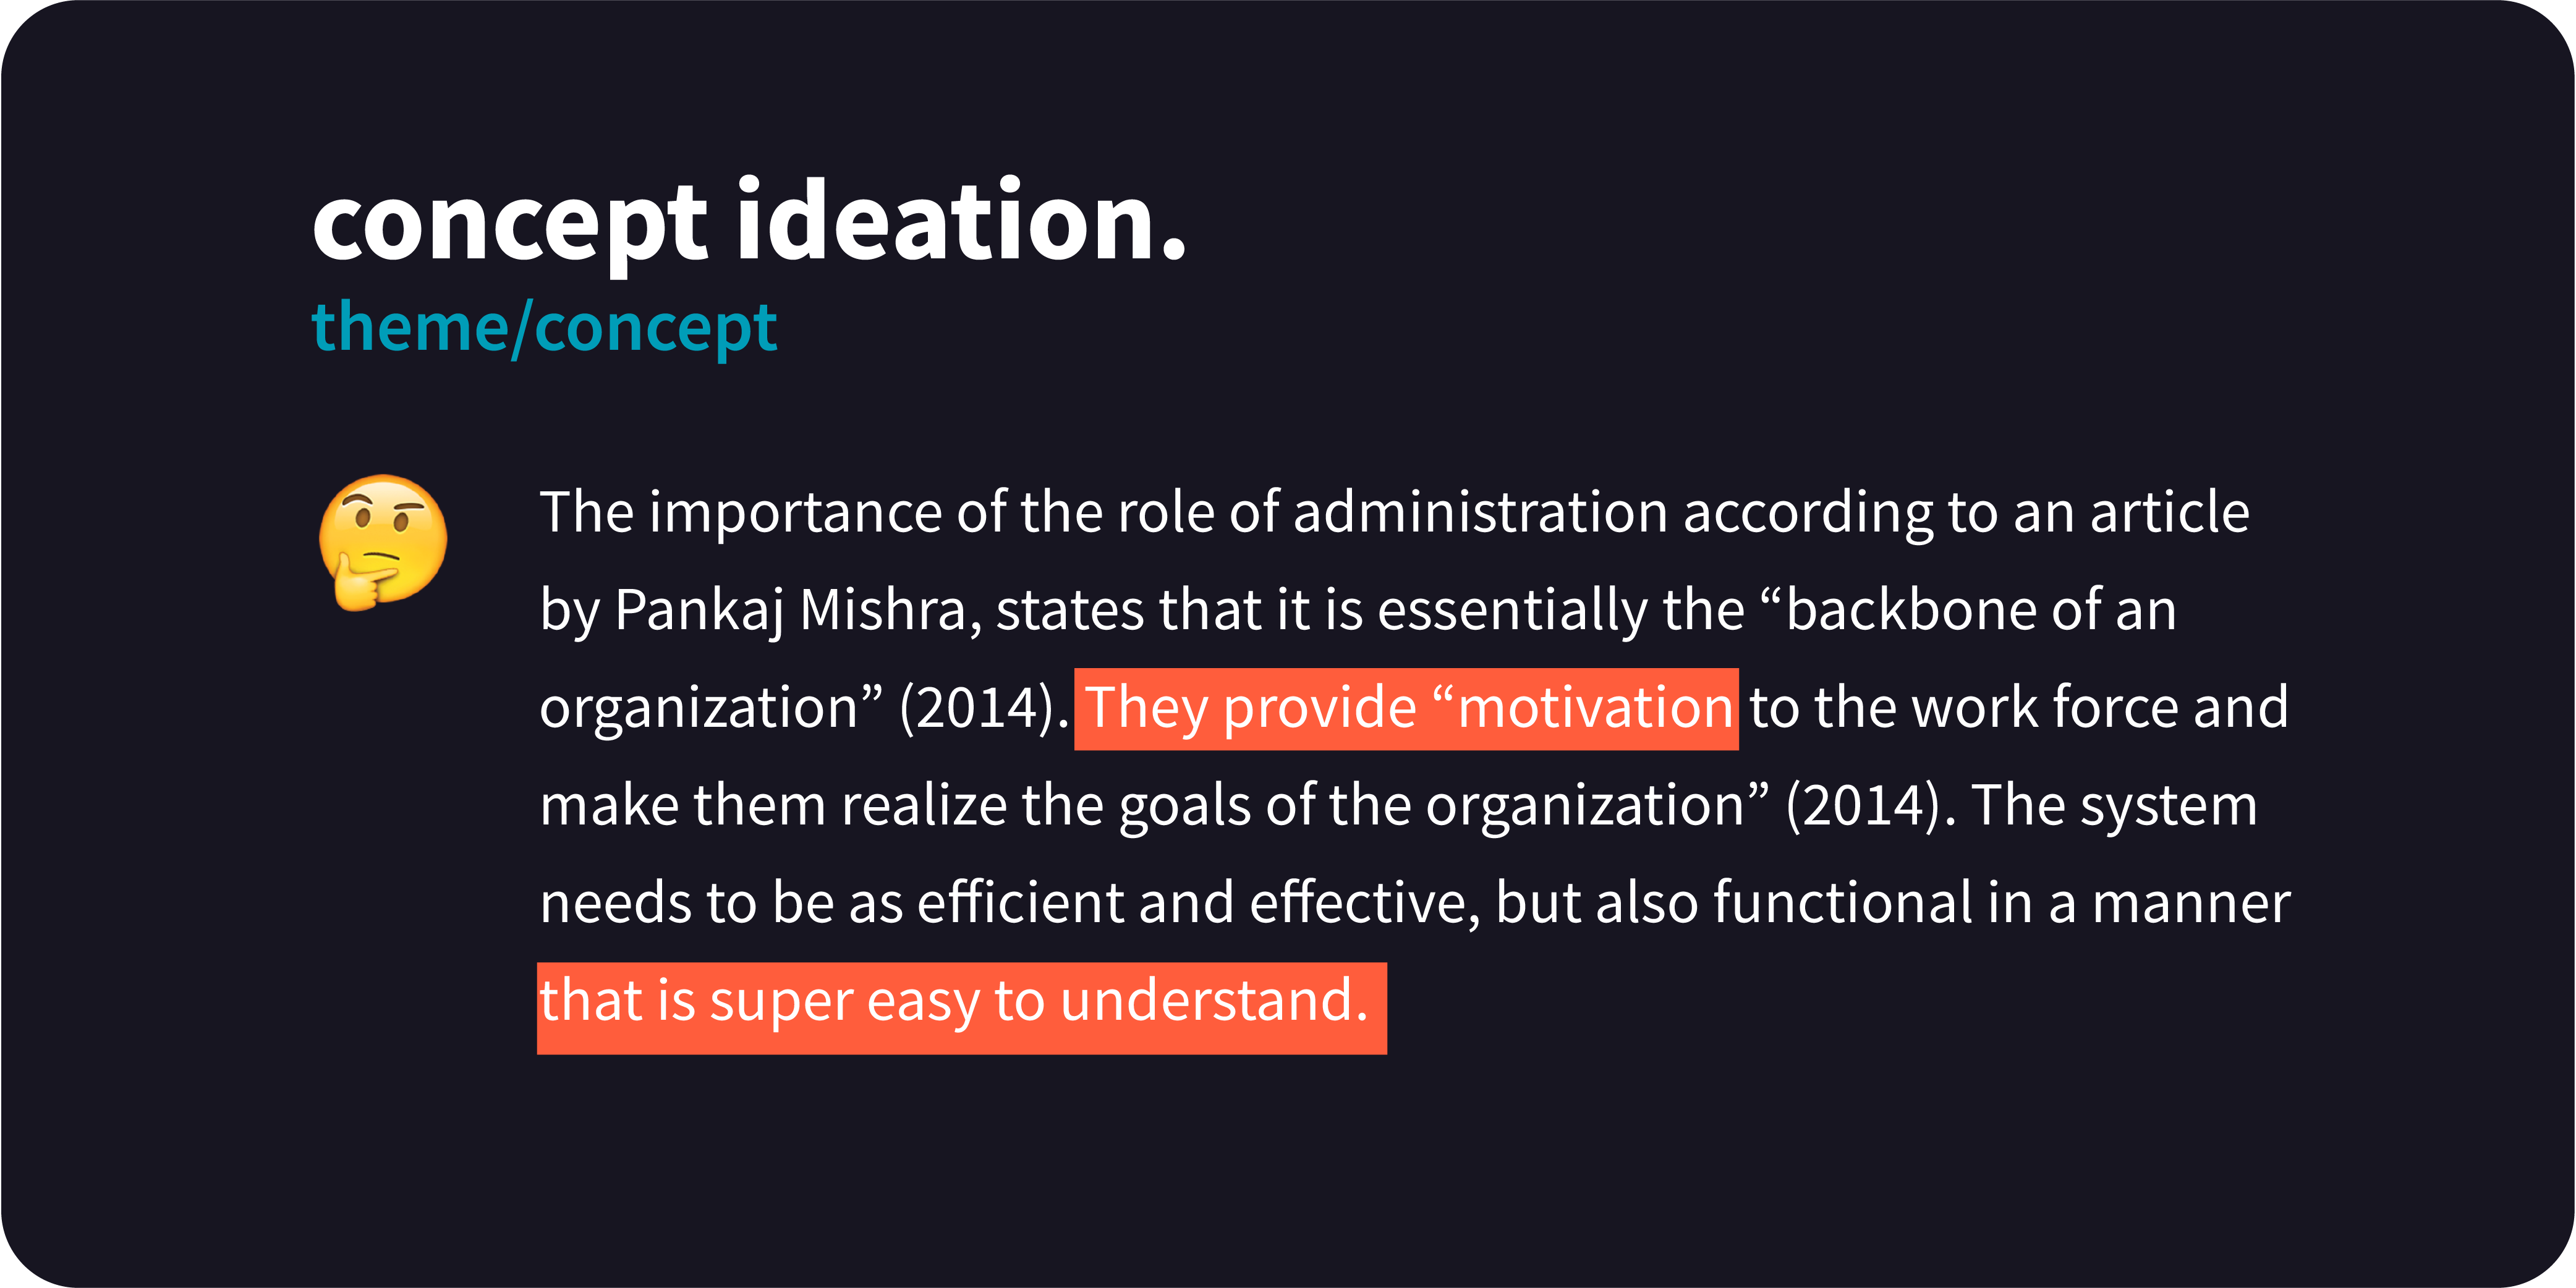 concept ideation.
theme/concept
The importance of the role of administration according to an article
by Pankaj Mishra, states that it is essentially the “backbone of an
organization” (2014). They provide “motivation to the work force and
make them realize the goals of the organization” (2014). The system
needs to be as efficient and effective, but also functional in a manner
that is super easy to understand.